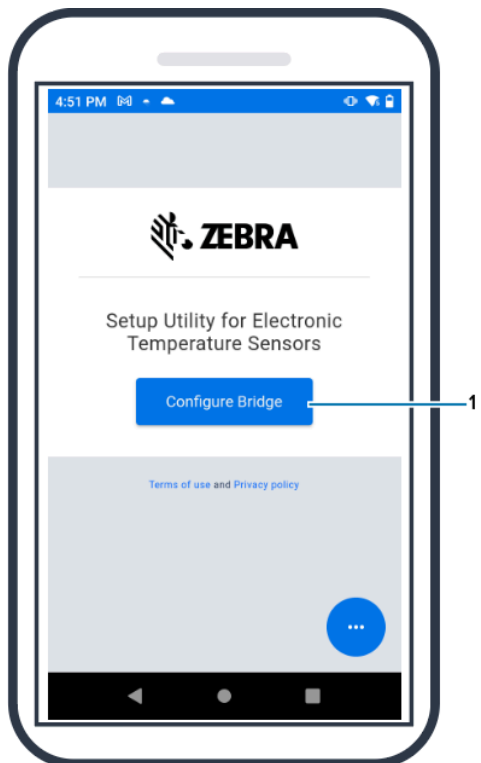 4:51 PM
ZEBRA
Setup Utility for Electronic
Temperature Sensors
Configure Bridge
1
Terms of use and Privacy policy